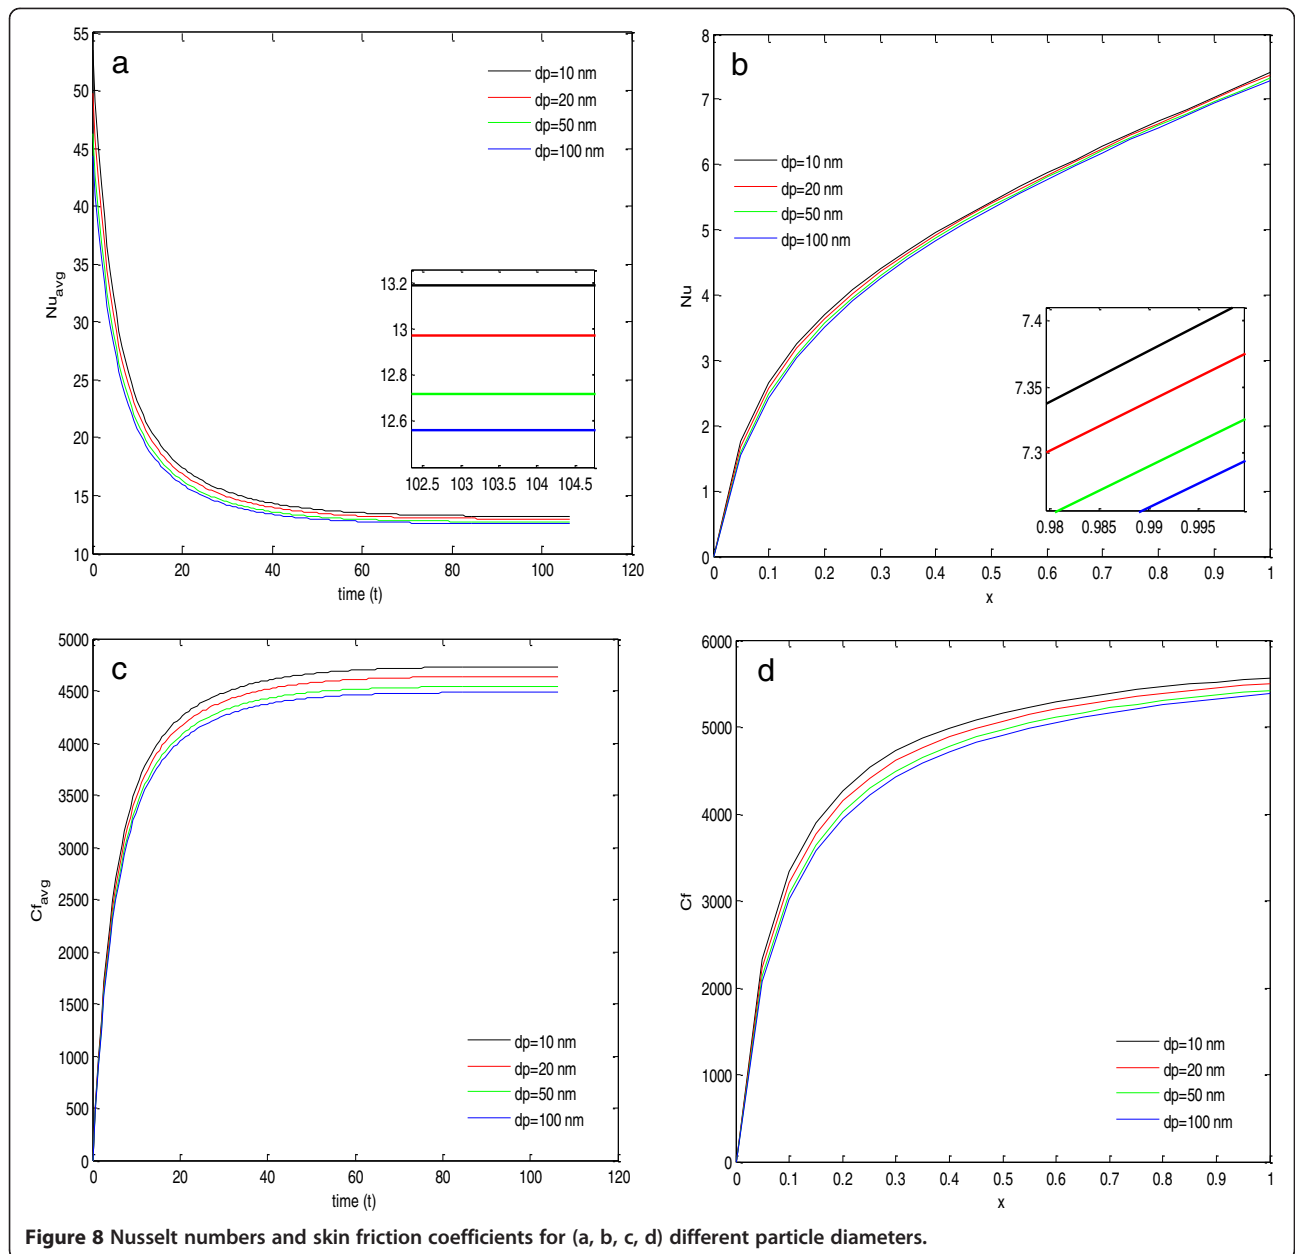 a
dp=10 nm
dp=20 nm
dp=50 nm
dp=100 nm
55
50
45
40
35
30
25
20
15
10
Nu avg
13.2
13
12.8
12.6
102.5 103 103.5 104 104.5
0 20 40 60 80 100 120
time (t)
b
dp=10 nm
dp=20 nm
dp=50 nm
dp=100 nm
8
7
6
5
4
3
2
1
0
Nu
7.4
7.35
7.3
0.98 0.985 0.99 0.995
0 0.1 0.2 0.3 0.4 0.5 0.6 0.7 0.8 0.9 1
x
c
5000
4500
4000
3500
3000
2500
2000
1500
1000
500
0
Cf avg
dp=10 nm
dp=20 nm
dp=50 nm
dp=100 nm
0 20 40 60 80 100 120
time (t)
d
6000
5000
4000
3000
2000
1000
0
Cf
dp=10 nm
dp=20 nm
dp=50 nm
dp=100 nm
0 0.1 0.2 0.3 0.4 0.5 0.6 0.7 0.8 0.9 1
x
Figure 8 Nusselt numbers and skin friction coefficients for (a, b, c, d) different particle diameters.